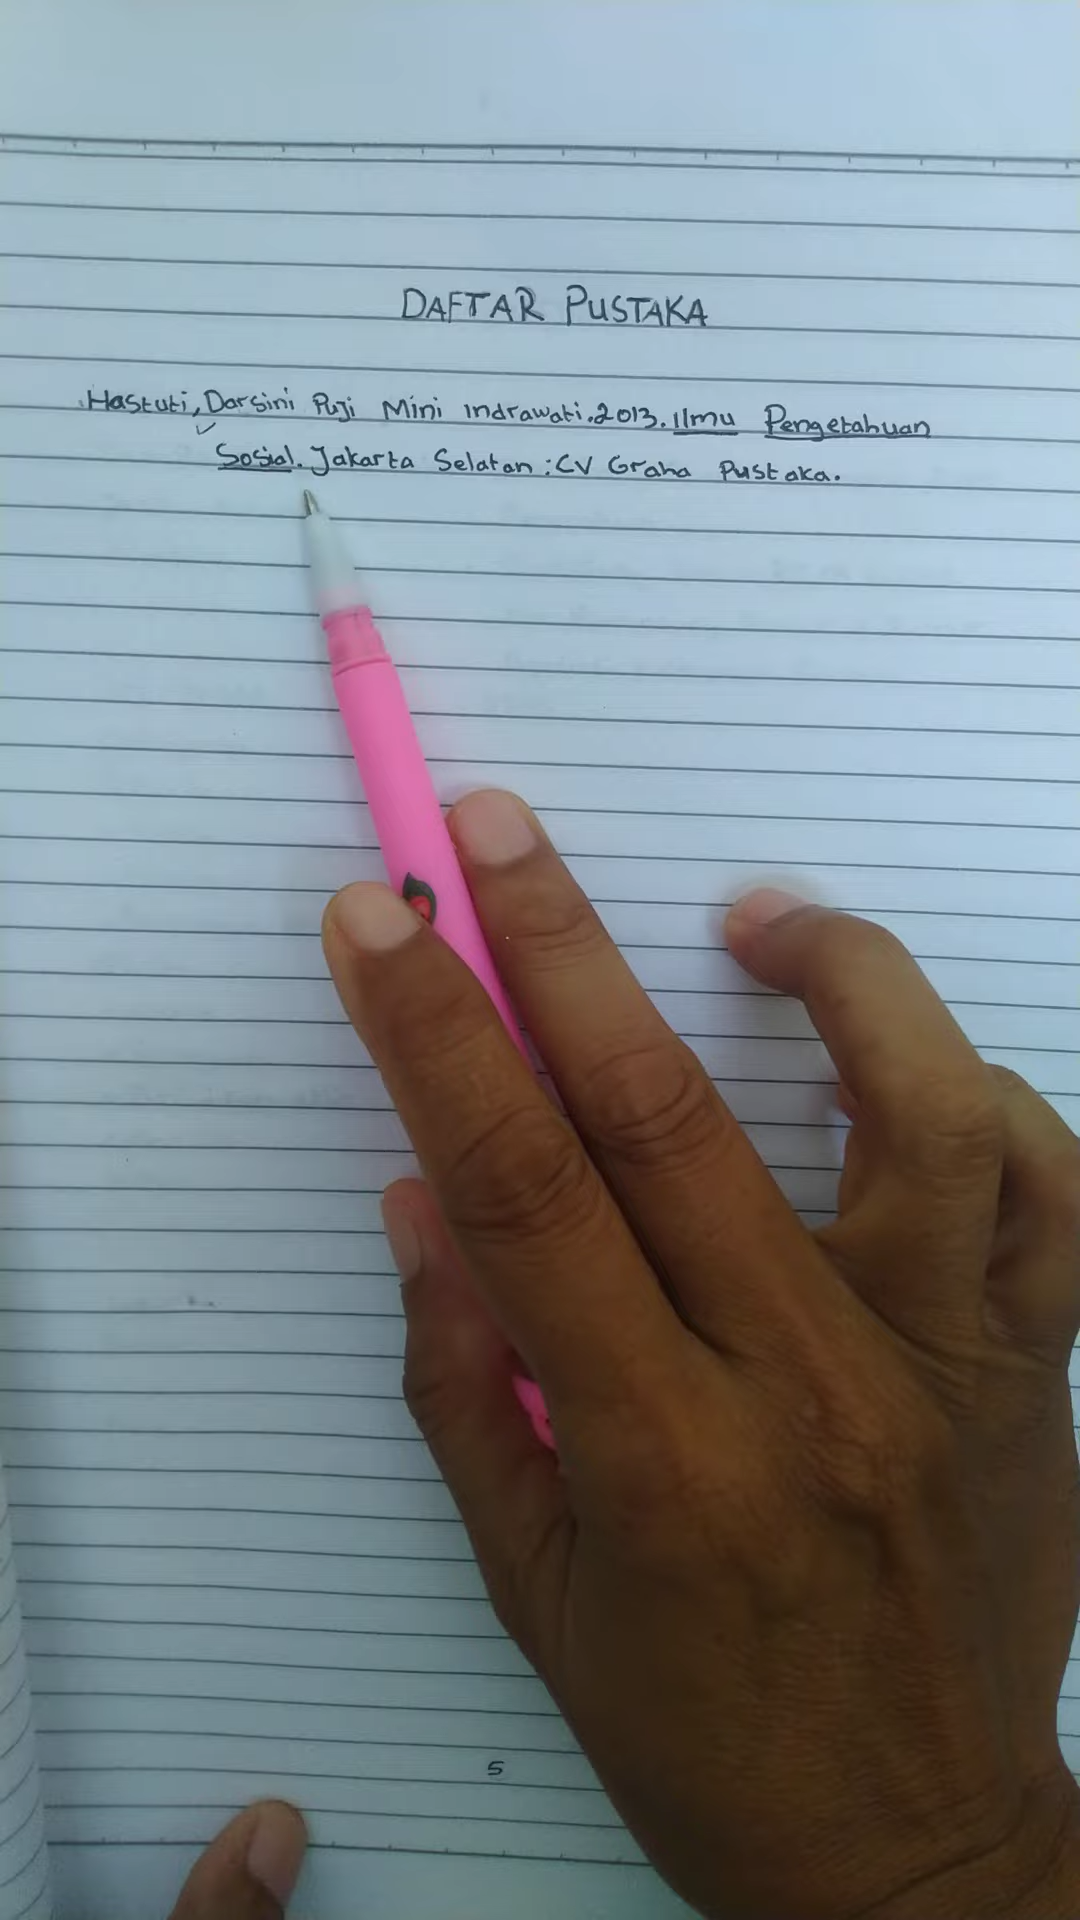 DAFTAR PUSTAKA
Hastuti, Darsini Puji Mini Indrawati. 2013. Ilmu Pengetahuan
Sosial. Jakarta Selatan : CV Graha Pustaka.
5